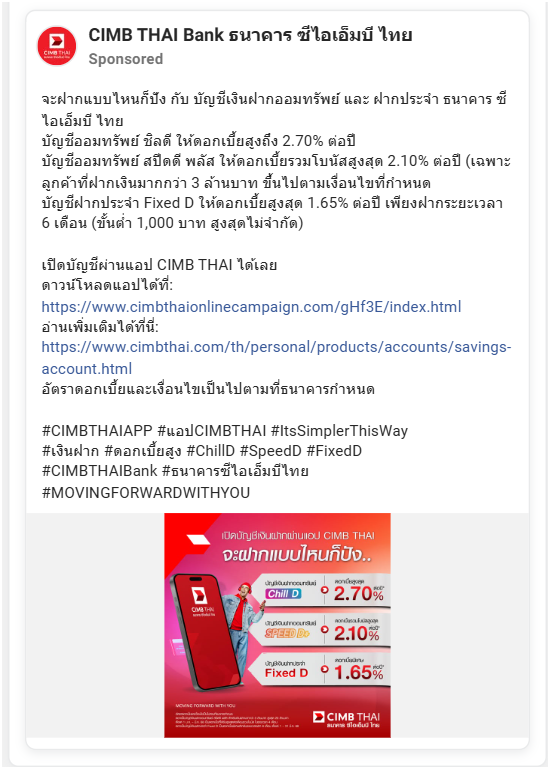 CIMB THAI Bank ธนาคาร ซีไอเอ็มบี ไทย
Sponsored
จะฝากแบบไหนก็ปัง กับ บัญชีเงินฝากออมทรัพย์ และ ฝากประจำ ธนาคาร ซี
ไอเอ็มบี ไทย
บัญชีออมทรัพย์ ชิลดี ให้ดอกเบี้ยสูงถึง 2.70% ต่อปี
บัญชีออมทรัพย์ สปีดดี พลัส ให้ดอกเบี้ยรวมโบนัสสูงสุด 2.10% ต่อปี (เฉพาะ
ลูกค้าที่ฝากเงินมากกว่า 3 ล้านบาท ขึ้นไปตามเงื่อนไขที่กำหนด
บัญชีฝากประจำ Fixed D ให้ดอกเบี้ยสูงสุด 1.65% ต่อปี เพียงฝากระยะเวลา
6 เดือน (ขั้นต่ำ 1,000 บาท สูงสุดไม่จำกัด)
เปิดบัญชีผ่านแอป CIMB THAI ได้เลย
ดาวน์โหลดแอปได้ที่:
https://www.cimbthaionlinecampaign.com/gHf3E/index.html
อ่านเพิ่มเติมได้ที่นี่:
https://www.cimbthai.com/th/personal/products/accounts/savings-
account.html
อัตราดอกเบี้ยและเงื่อนไขเป็นไปตามที่ธนาคารกำหนด
#CIMBTHAIAPP #แอปCIMBTHAI #ItsSimplerThisWay
#เงินฝาก #ดอกเบี้ยสูง #ChillD #SpeedD #FixedD
#CIMBTHAIBank #ธนาคารซีไอเอ็มบีไทย
#MOVINGFORWARDWITHYOU
เปิดบัญชีเงินฝากผ่านแอป CIMB THAI
จะฝากแบบไหนก็ปัง..
CIMB THAI
บัญชีเงินฝากออมทรัพย์
Chill D
ดอกเบี้ยสูงสุด
2.70% ต่อปี*
บัญชีเงินฝากออมทรัพย์
SPEED D+
ดอกเบี้ยรวมโบนัสสูงสุด
2.10% ต่อปี*
บัญชีเงินฝากประจำ
Fixed D
ดอกเบี้ยพิเศษ
1.65% ต่อปี*
MOVING FORWARD WITH YOU
CIMB THAI
ธนาคาร ซีไอเอ็มบี ไทย